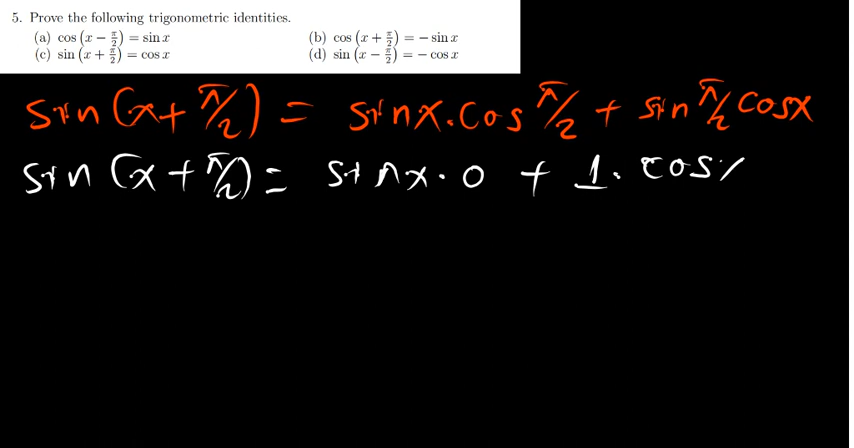 5. Prove the following trigonometric identities.
(a) cos (x − π/2) = sin x (b) cos (x + π/2) = − sin x
(c) sin (x + π/2) = cos x (d) sin (x − π/2) = − cos x
sin (x + π/2) = sin x . cos π/2 + sin π/2 cos x
sin (x + π/2) = sin x . 0 + 1 . cos